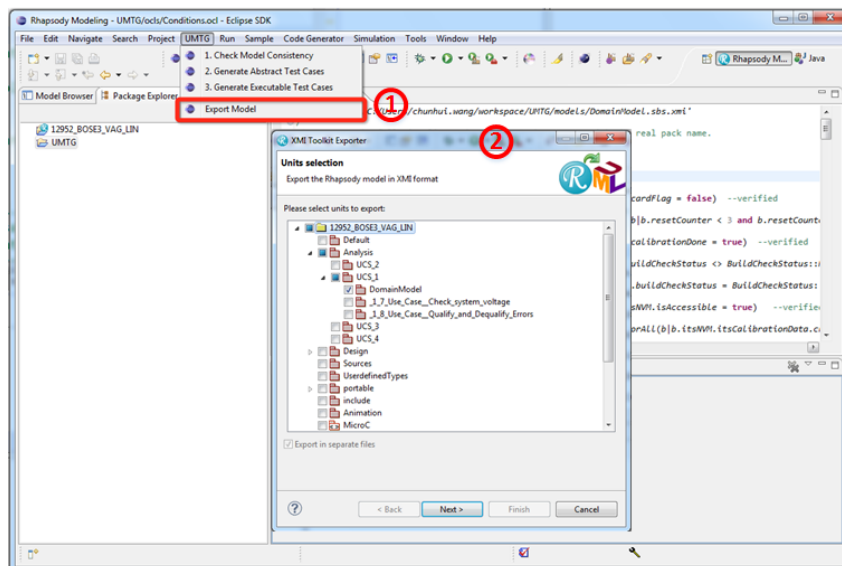 Rhapsody Modeling - UMTG/ocls/Conditions.ocl - Eclipse SDK
File Edit Navigate Search Project UMTG Run Sample Code Generator Simulation Tools Window Help
1. Check Model Consistency
2. Generate Abstract Test Cases
3. Generate Executable Test Cases
Export Model
1
Rhapsody M...
Java
Model Browser
Package Explorer
12952_BOSE3_VAG_LIN
UMTG
C:/Users/chunhui.wang/workspace/UMTG/models/DomainModel.sbs.xmi'
real pack name.
cardFlag = false) --verified
b|b.resetCounter < 3 and b.resetCount
calibrationDone = true) --verified
uildCheckStatus <> BuildCheckStatus::
.buildCheckStatus = BuildCheckStatus:
sNVM.isAccessible = true) --verifie
orAll(b|b.itsNVM.itsCalibrationData.c
2
XMI Toolkit Exporter
Units selection
Export the Rhapsody model in XMI format
Please select units to export:
12952_BOSE3_VAG_LIN
Default
Analysis
UCS_2
UCS_1
DomainModel
_1_7_Use_Case__Check_system_voltage
_1_8_Use_Case__Qualify_and_Dequalify_Errors
UCS_3
UCS_4
Design
Sources
UserdefinedTypes
portable
include
Animation
MicroC
Export in separate files
< Back
Next >
Finish
Cancel